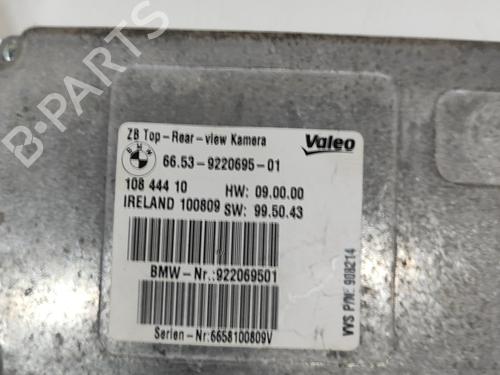 B-PARTS
ZB Top-Rear-view Kamera
Valeo
66.53-9220695-01
108 444 10 HW: 09.00.00
IRELAND 100809 SW: 99.50.43
BMW-Nr.:922069501
Serien-Nr:6658100809V
VVS P/N: 908214